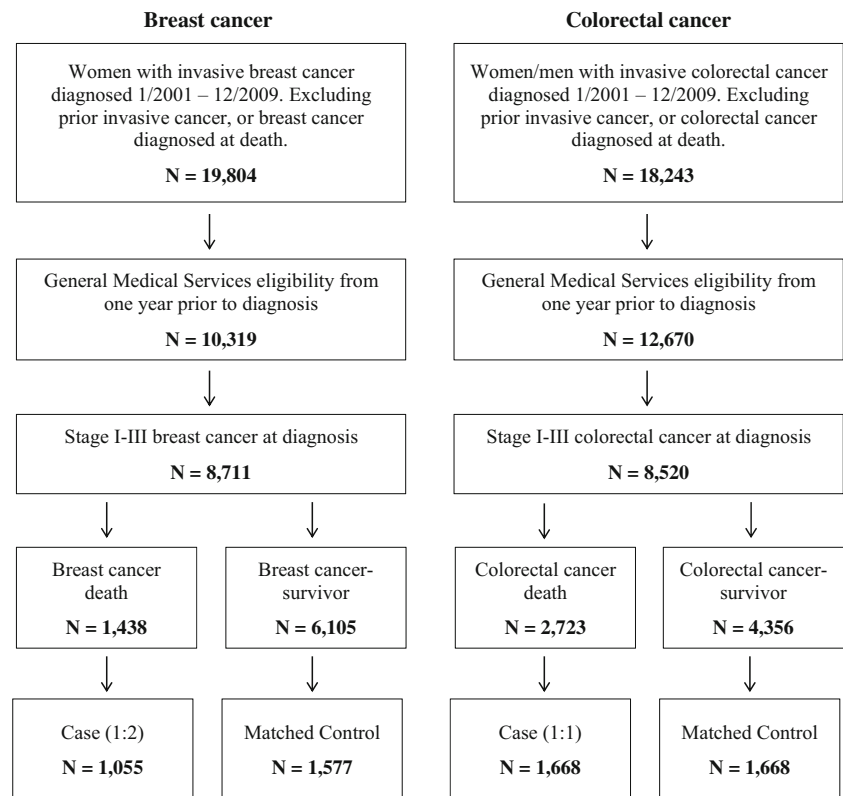 Breast cancer
Women with invasive breast cancer
diagnosed 1/2001 – 12/2009. Excluding
prior invasive cancer, or breast cancer
diagnosed at death.
N = 19,804
General Medical Services eligibility from
one year prior to diagnosis
N = 10,319
Stage I-III breast cancer at diagnosis
N = 8,711
Breast cancer
death
N = 1,438
Breast cancer-
survivor
N = 6,105
Case (1:2)
N = 1,055
Matched Control
N = 1,577
Colorectal cancer
Women/men with invasive colorectal cancer
diagnosed 1/2001 – 12/2009. Excluding
prior invasive cancer, or colorectal cancer
diagnosed at death.
N = 18,243
General Medical Services eligibility from
one year prior to diagnosis
N = 12,670
Stage I-III colorectal cancer at diagnosis
N = 8,520
Colorectal cancer
death
N = 2,723
Colorectal cancer-
survivor
N = 4,356
Case (1:1)
N = 1,668
Matched Control
N = 1,668